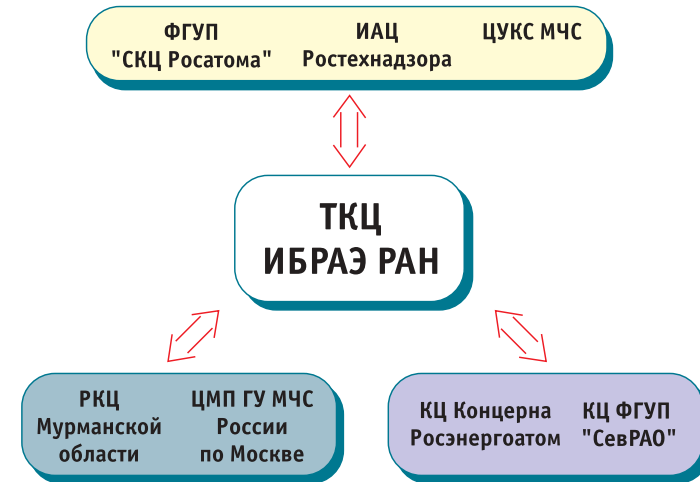 ФГУП
"СКЦ Росатома"
ИАЦ
Ростехнадзора
ЦУКС МЧС
ТКЦ
ИБРАЭ РАН
РКЦ
Мурманской
области
ЦМП ГУ МЧС
России
по Москве
КЦ Концерна
Росэнергоатом
КЦ ФГУП
"СевРАО"